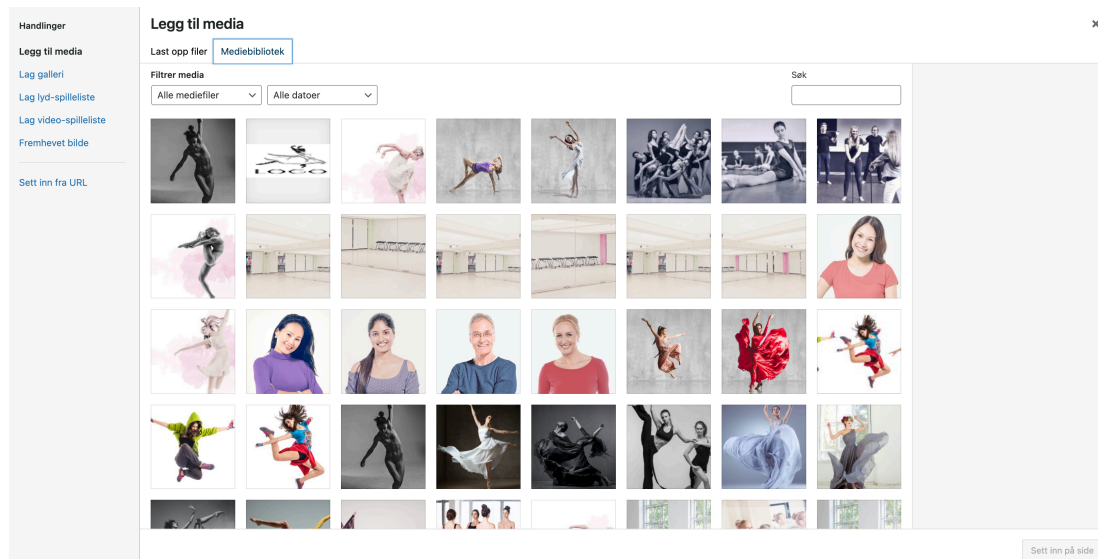 Handlinger
Legg til media
Lag galleri
Lag lyd-spilleliste
Lag video-spilleliste
Fremhevet bilde
Sett inn fra URL
Legg til media
Last opp filer
Mediebibliotek
Filtrer media
Søk
Alle mediefiler
Alle datoer
LOGO
Sett inn på side